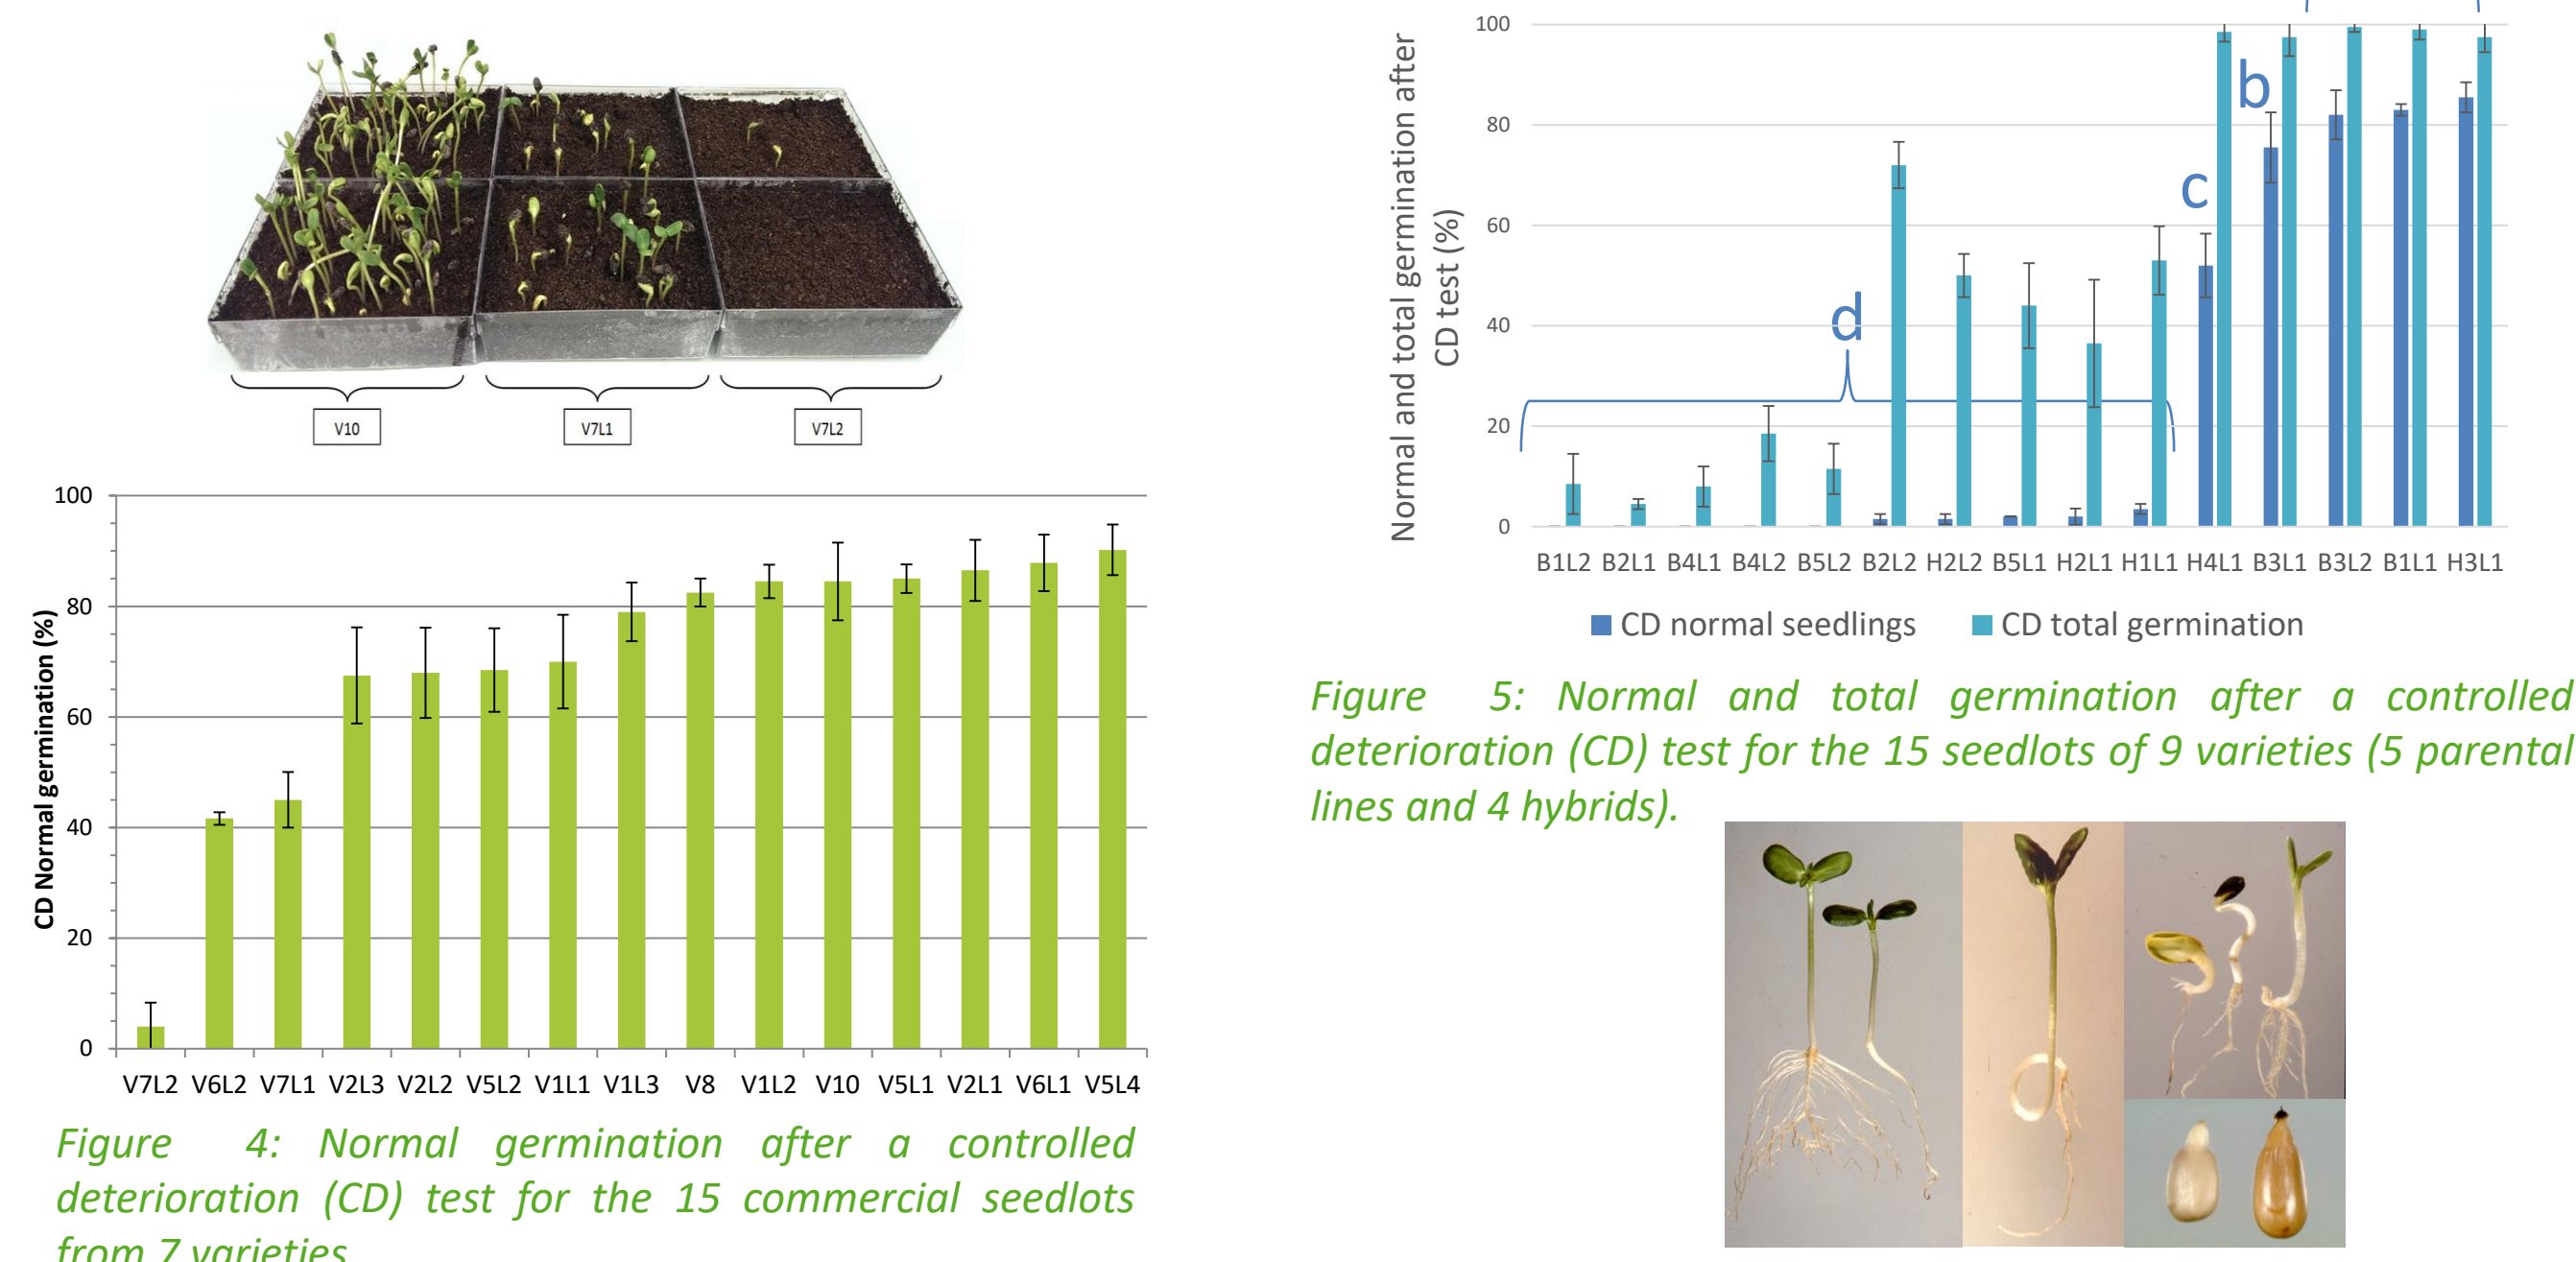 V10
V7L1
V7L2
CD Normal germination (%)
100
80
60
40
20
0
V7L2 V6L2 V7L1 V2L3 V2L2 V5L2 V1L1 V1L3 V8 V1L2 V10 V5L1 V2L1 V6L1 V5L4
Figure 4: Normal germination after a controlled
deterioration (CD) test for the 15 commercial seedlots
from 7 varieties
Normal and total germination after
CD test (%)
100
80
60
40
20
0
d
c
b
B1L2 B2L1 B4L1 B4L2 B5L2 B2L2 H2L2 B5L1 H2L1 H1L1 H4L1 B3L1 B3L2 B1L1 H3L1
CD normal seedlings
CD total germination
Figure 5: Normal and total germination after a controlled
deterioration (CD) test for the 15 seedlots of 9 varieties (5 parental
lines and 4 hybrids).